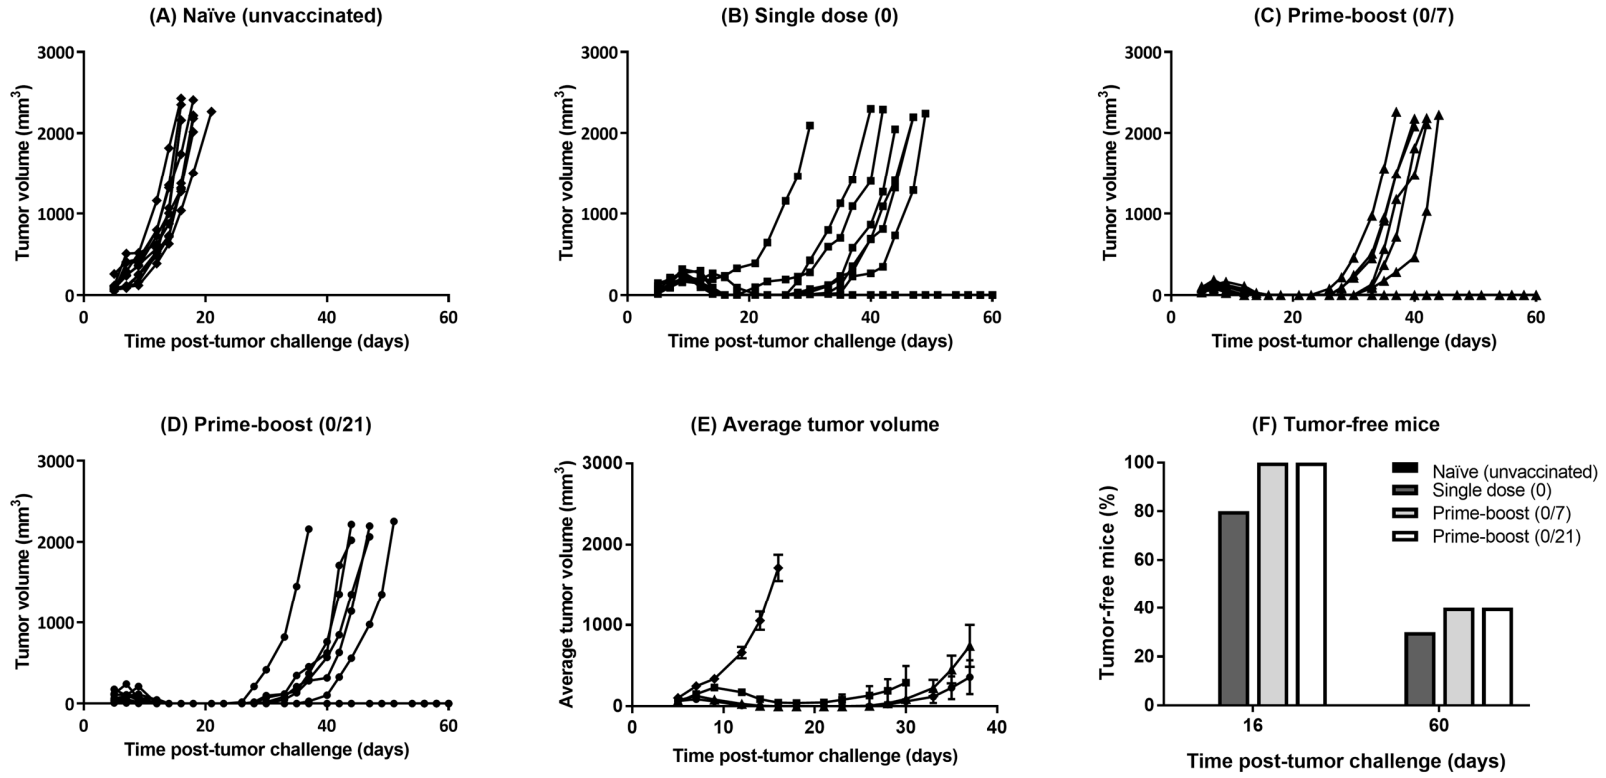 (A) Naïve (unvaccinated)
3000
2000
1000
0
0
20
40
60
Tumor volume (mm³)
Time post-tumor challenge (days)
(B) Single dose (0)
3000
2000
1000
0
0
20
40
60
Tumor volume (mm³)
Time post-tumor challenge (days)
(C) Prime-boost (0/7)
3000
2000
1000
0
0
20
40
60
Tumor volume (mm³)
Time post-tumor challenge (days)
(D) Prime-boost (0/21)
3000
2000
1000
0
0
20
40
60
Tumor volume (mm³)
Time post-tumor challenge (days)
(E) Average tumor volume
3000
2000
1000
0
0
10
20
30
40
Average tumor volume (mm³)
Time post-tumor challenge (days)
(F) Tumor-free mice
100
80
60
40
20
0
16
60
Tumor-free mice (%)
Time post-tumor challenge (days)
Naïve (unvaccinated)
Single dose (0)
Prime-boost (0/7)
Prime-boost (0/21)